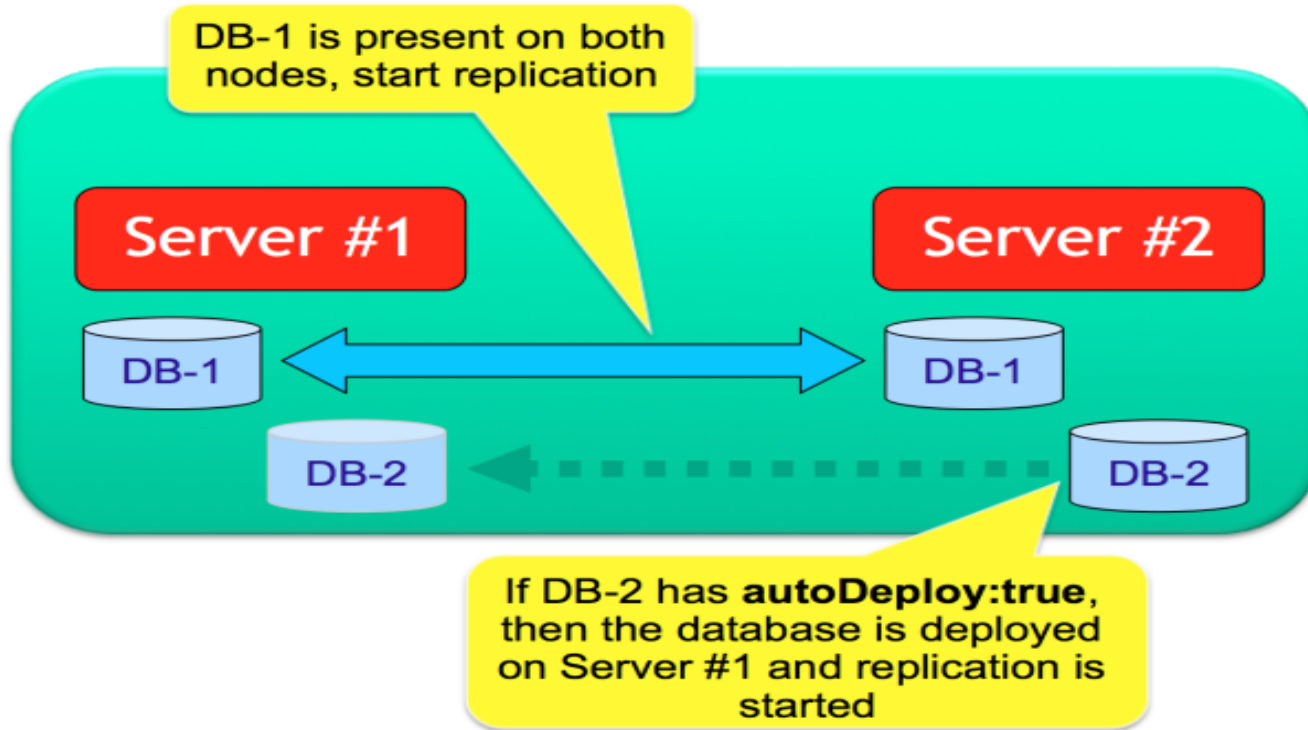 DB-1 is present on both
nodes, start replication
Server #1
Server #2
DB-1
DB-1
DB-2
DB-2
If DB-2 has autoDeploy:true,
then the database is deployed
on Server #1 and replication is
started